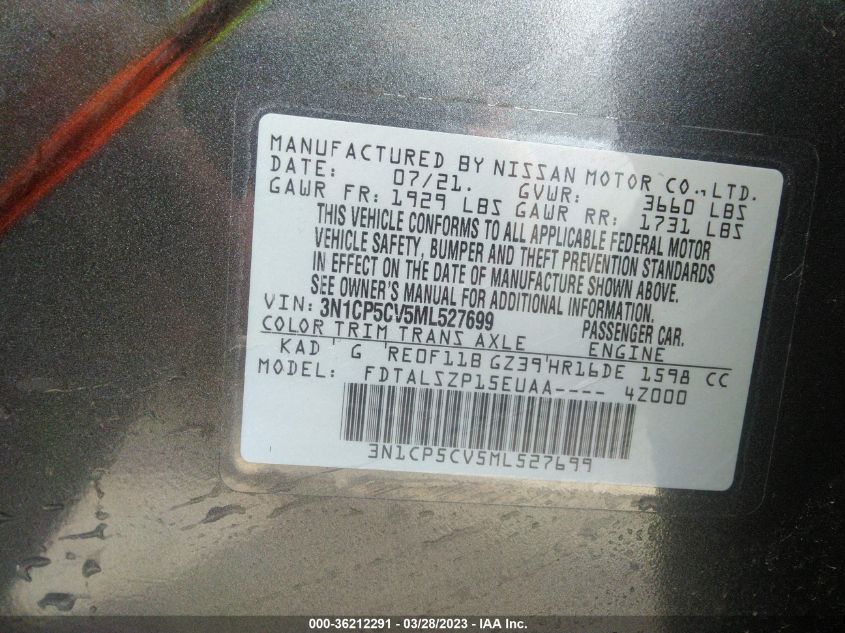 MANUFACTURED BY NISSAN MOTOR CO., LTD.
DATE: 07/21. GVWR: 3660 LBS
GAWR FR: 1929 LBS GAWR RR: 1731 LBS
THIS VEHICLE CONFORMS TO ALL APPLICABLE FEDERAL MOTOR
VEHICLE SAFETY, BUMPER AND THEFT PREVENTION STANDARDS
IN EFFECT ON THE DATE OF MANUFACTURE SHOWN ABOVE.
SEE OWNER'S MANUAL FOR ADDITIONAL INFORMATION.
VIN: 3N1CP5CV5ML527699 PASSENGER CAR.
COLOR TRIM TRANS AXLE ENGINE
KAD ' G 'RE0F11B GZ39'HR16DE 1598 CC
MODEL: FDTALSZP15EUAA---- 4Z000
3N1CP5CV5ML527699
000-36212291 - 03/28/2023 - IAAI Inc.